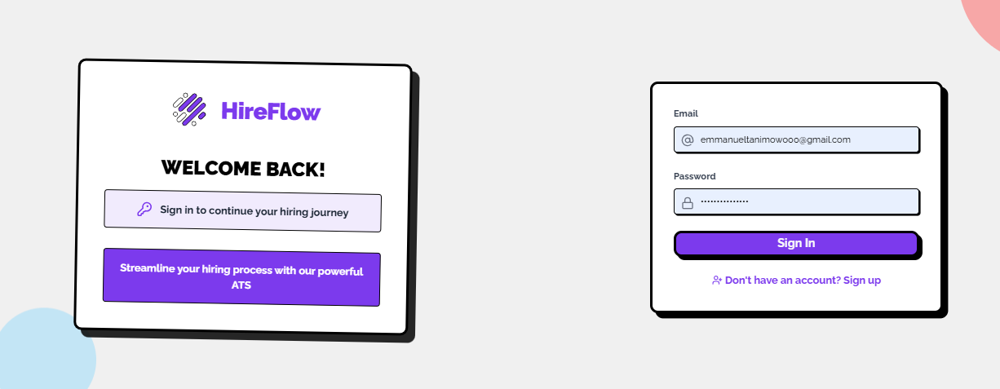 HireFlow
WELCOME BACK!
Sign in to continue your hiring journey
Streamline your hiring process with our powerful
ATS
Email
emmanueltanimowooo@gmail.com
Password
•••••••••••••••
Sign In
Don't have an account? Sign up